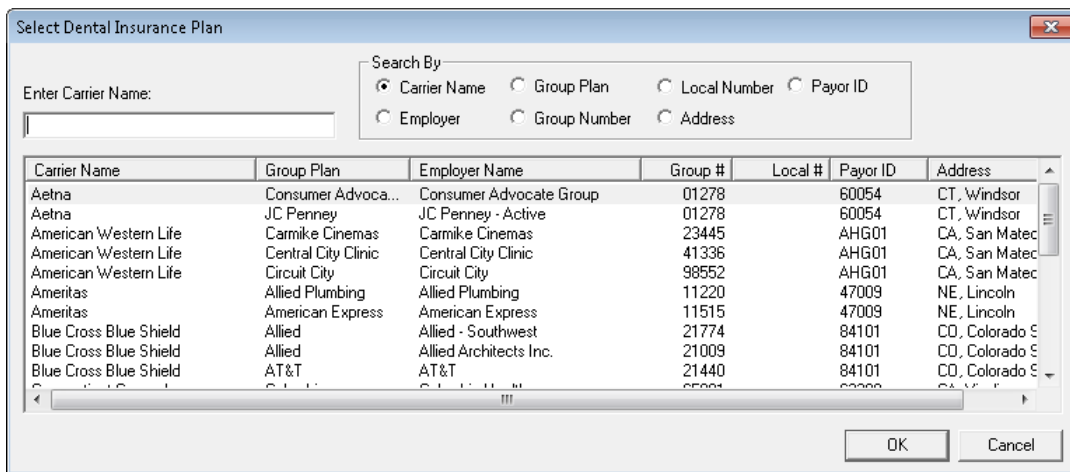 Select Dental Insurance Plan
Search By
Enter Carrier Name:
Carrier Name Group Plan Local Number Payor ID
Employer Group Number Address
Carrier Name Group Plan Employer Name Group # Local # Payor ID Address
Aetna Consumer Advoca... Consumer Advocate Group 01278 60054 CT, Windsor
Aetna JC Penney JC Penney - Active 01278 60054 CT, Windsor
American Western Life Carmike Cinemas Carmike Cinemas 23445 AHG01 CA, San Matec
American Western Life Central City Clinic Central City Clinic 41336 AHG01 CA, San Matec
American Western Life Circuit City Circuit City 98552 AHG01 CA, San Matec
Ameritas Allied Plumbing Allied Plumbing 11220 47009 NE, Lincoln
Ameritas American Express American Express 11515 47009 NE, Lincoln
Blue Cross Blue Shield Allied Allied - Southwest 21774 84101 CO, Colorado S
Blue Cross Blue Shield Allied Allied Architects Inc. 21009 84101 CO, Colorado S
Blue Cross Blue Shield AT&T AT&T 21440 84101 CO, Colorado S
OK Cancel